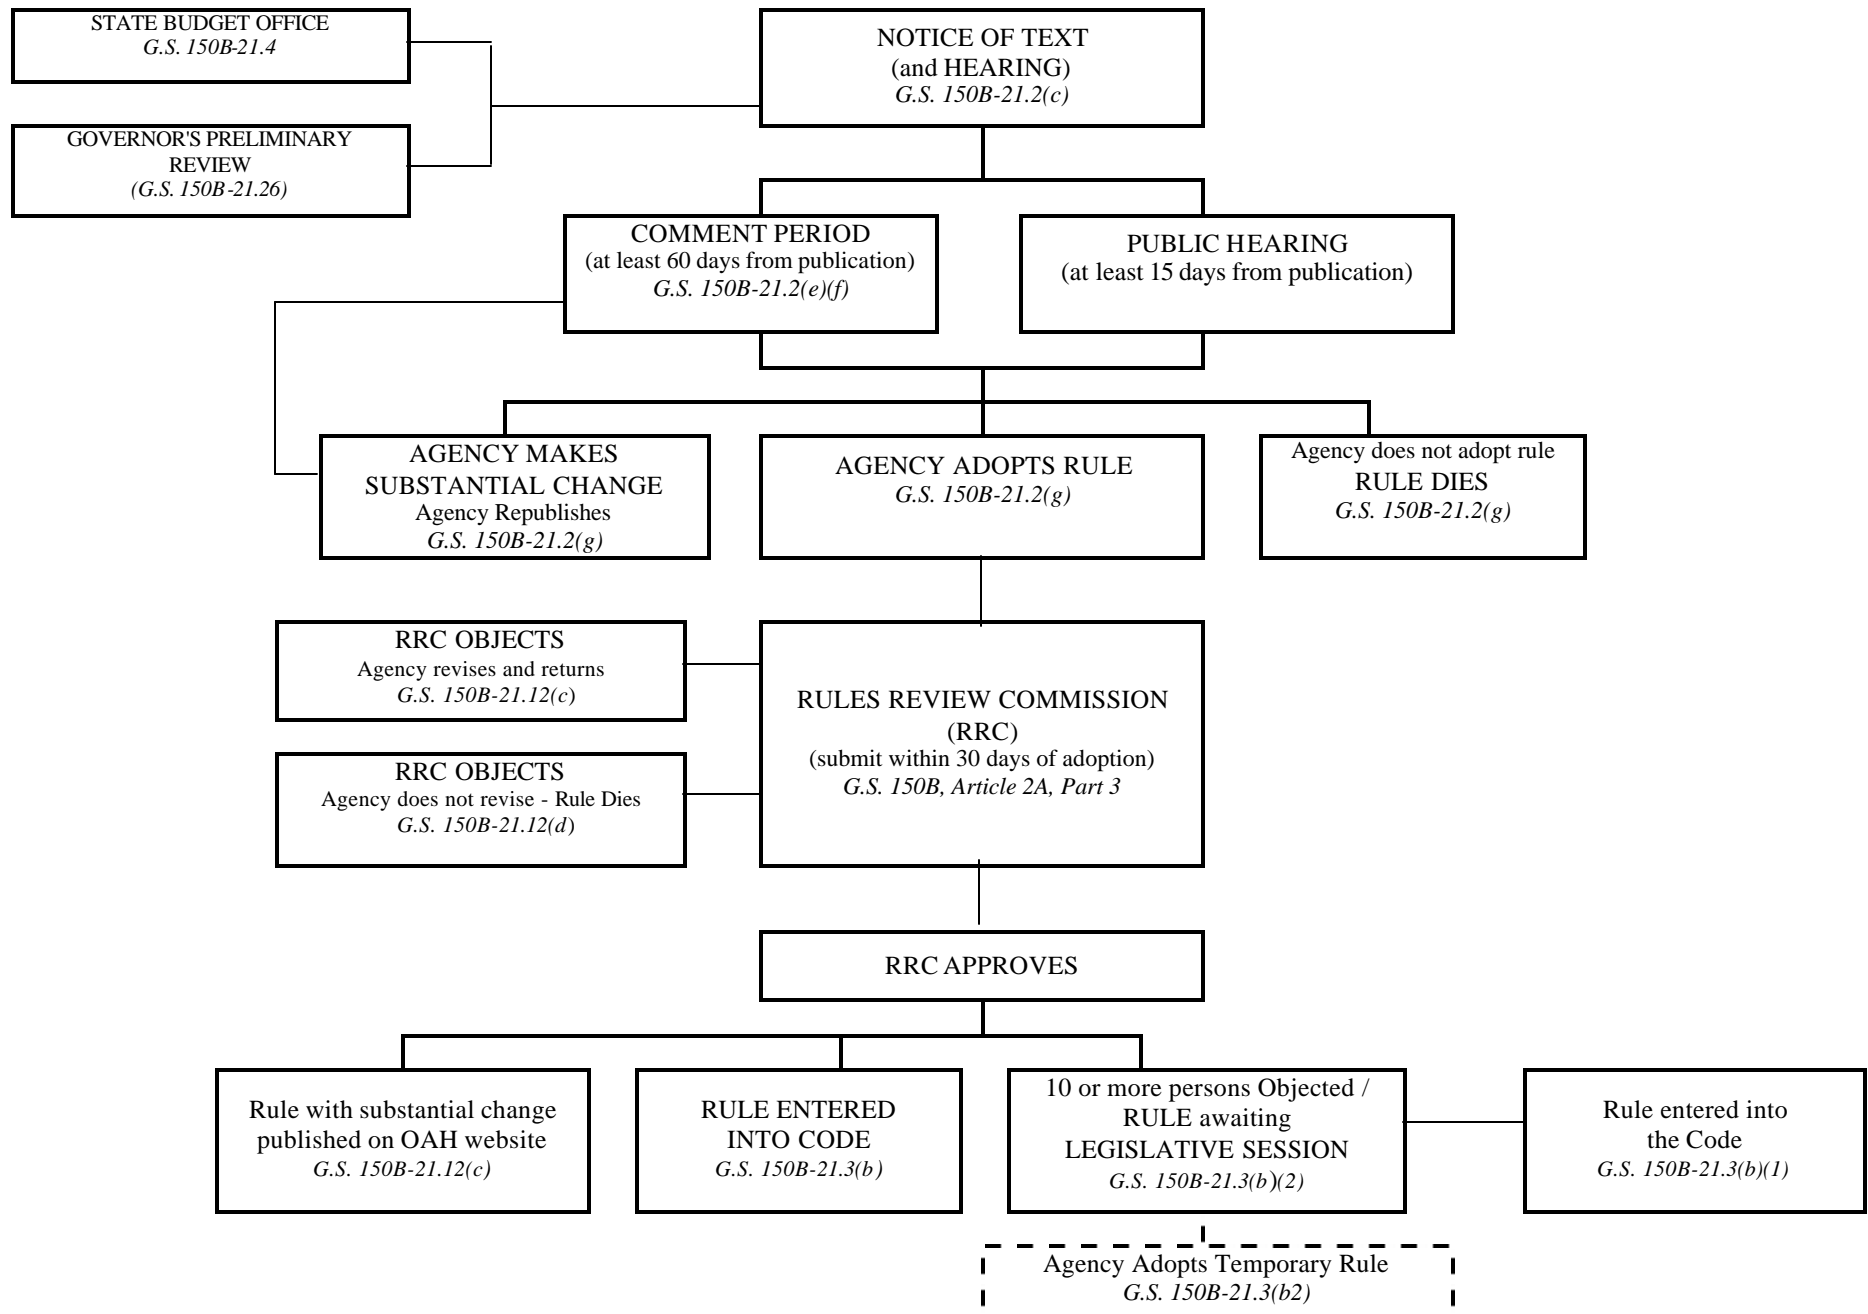 STATE BUDGET OFFICE
G.S. 150B-21.4
GOVERNOR'S PRELIMINARY
REVIEW
(G.S. 150B-21.26)
NOTICE OF TEXT
(and HEARING)
G.S. 150B-21.2(c)
COMMENT PERIOD
(at least 60 days from publication)
G.S. 150B-21.2(e)(f)
PUBLIC HEARING
(at least 15 days from publication)
AGENCY MAKES
SUBSTANTIAL CHANGE
Agency Republishes
G.S. 150B-21.2(g)
AGENCY ADOPTS RULE
G.S. 150B-21.2(g)
Agency does not adopt rule
RULE DIES
G.S. 150B-21.2(g)
RRC OBJECTS
Agency revises and returns
G.S. 150B-21.12(c)
RRC OBJECTS
Agency does not revise - Rule Dies
G.S. 150B-21.12(d)
RULES REVIEW COMMISSION
(RRC)
(submit within 30 days of adoption)
G.S. 150B, Article 2A, Part 3
RRC APPROVES
Rule with substantial change
published on OAH website
G.S. 150B-21.12(c)
RULE ENTERED
INTO CODE
G.S. 150B-21.3(b)
10 or more persons Objected /
RULE awaiting
LEGISLATIVE SESSION
G.S. 150B-21.3(b)(2)
Rule entered into
the Code
G.S. 150B-21.3(b)(1)
Agency Adopts Temporary Rule
G.S. 150B-21.3(b2)